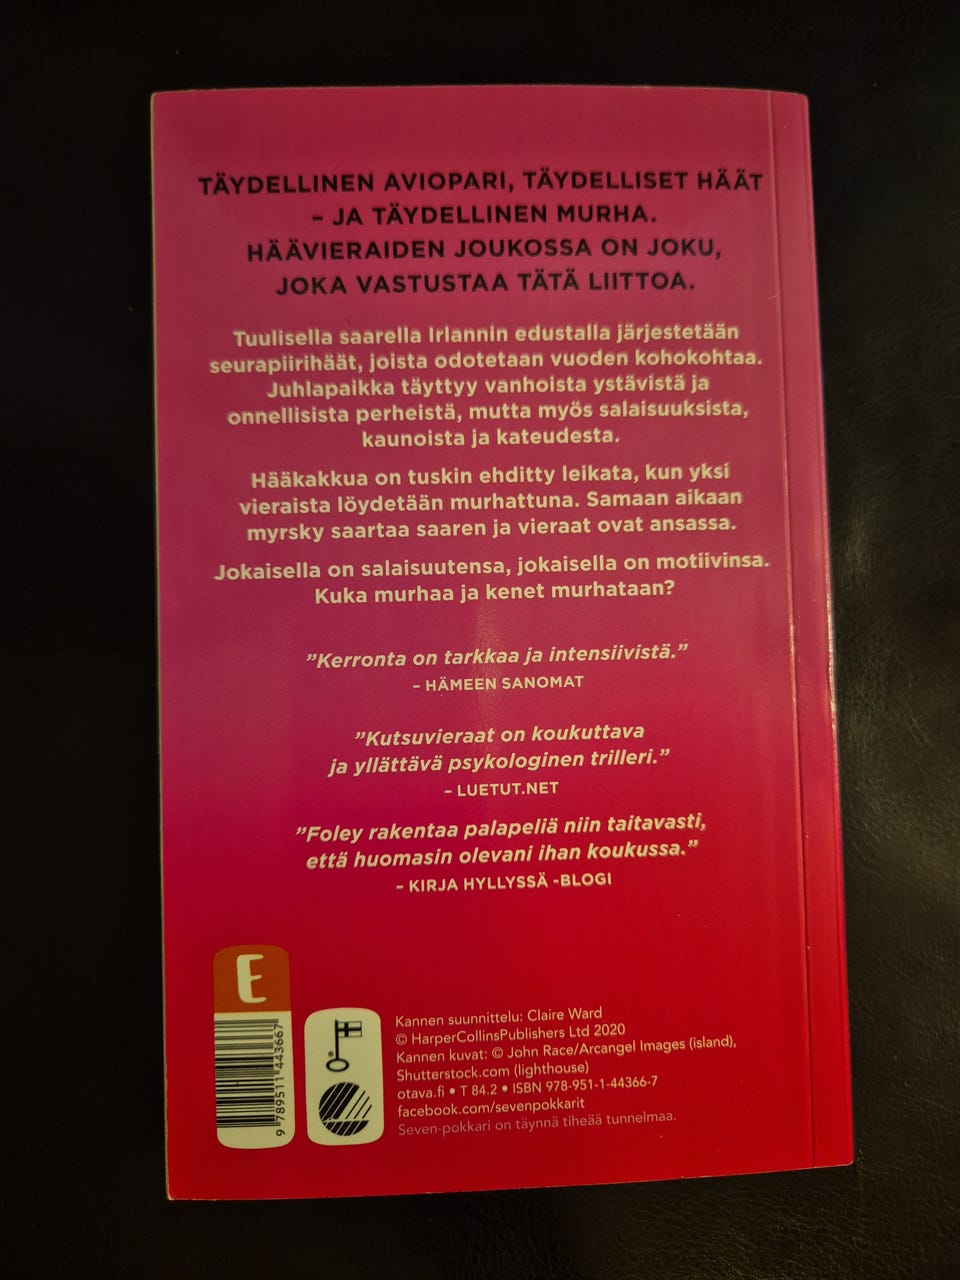 TÄYDELLINEN AVIOPARI, TÄYDELLISET HÄÄT
– JA TÄYDELLINEN MURHA.
HÄÄVIERAIDEN JOUKOSSA ON JOKU,
JOKA VASTUSTAA TÄTÄ LIITTOA.
Tuulisella saarella Irlannin edustalla järjestetään
seurapiirihäät, joista odotetaan vuoden kohokohtaa.
Juhlapaikka täyttyy vanhoista ystävistä ja
onnellisista perheistä, mutta myös salaisuuksista,
kaunoista ja kateudesta.
Hääkakkua on tuskin ehditty leikata, kun yksi
vieraista löydetään murhattuna. Samaan aikaan
myrsky saartaa saaren ja vieraat ovat ansassa.
Jokaisella on salaisuutensa, jokaisella on motiivinsa.
Kuka murhaa ja kenet murhataan?
”Kerronta on tarkkaa ja intensiivistä.”
– HÄMEEN SANOMAT
”Kutsuvieraat on koukuttava
ja yllättävä psykologinen trilleri.”
– LUETUT.NET
”Foley rakentaa palapeliä niin taitavasti,
että huomasin olevani ihan koukussa.”
– KIRJA HYLLYSSÄ -BLOGI
E
9 789511 443667
Kannen suunnittelu: Claire Ward
© HarperCollinsPublishers Ltd 2020
Kannen kuvat: © John Race/Arcangel Images (island),
Shutterstock.com (lighthouse)
otava.fi • T 84.2 • ISBN 978-951-1-44366-7
facebook.com/sevenpokkarit
Seven-pokkari on täynnä tiheää tunnelmaa.